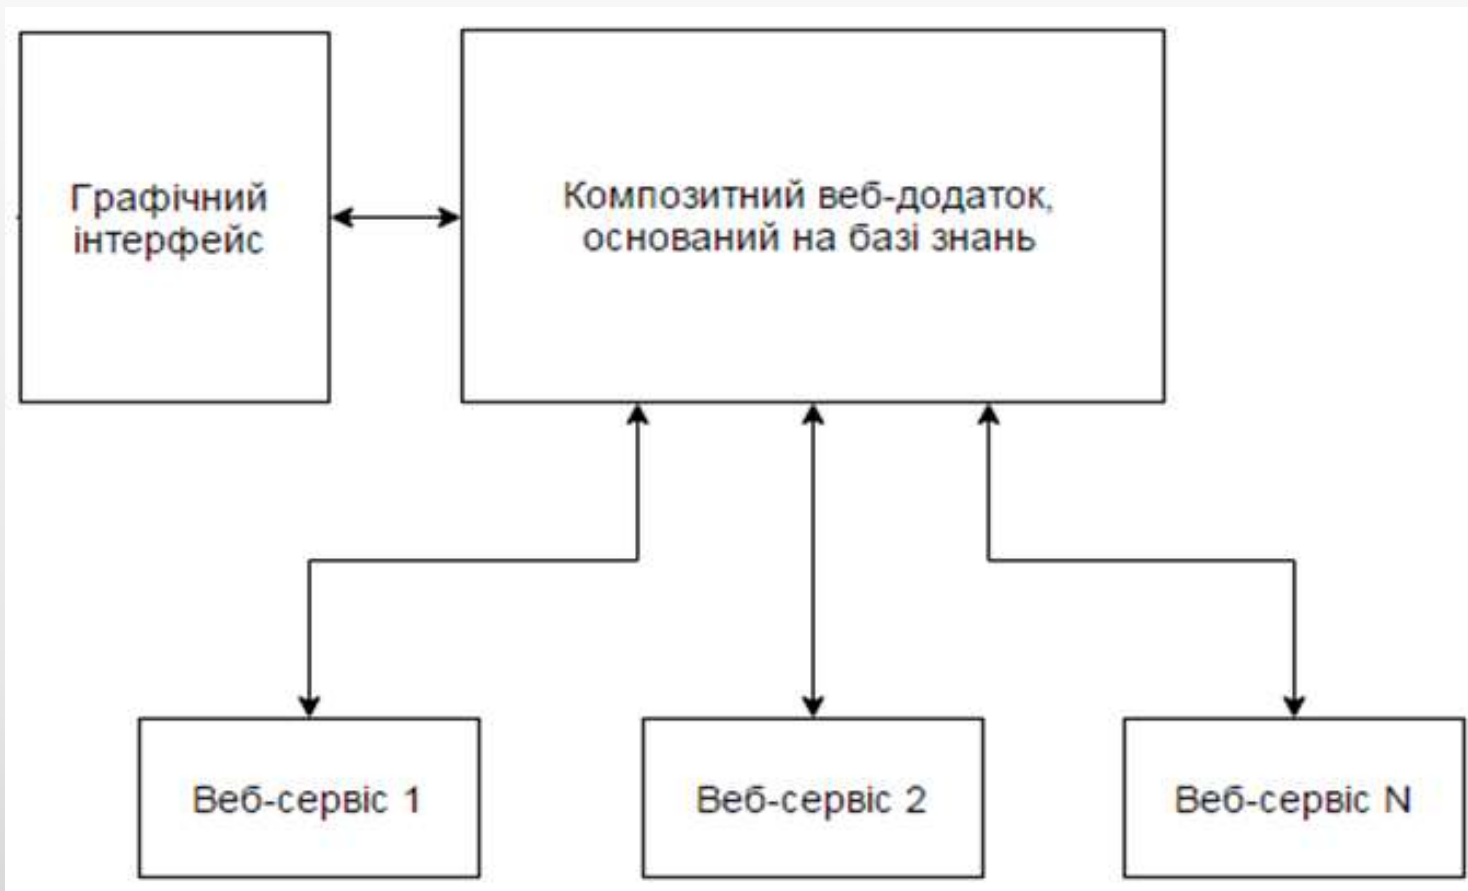 Графічний
інтерфейс
Композитний веб-додаток,
оснований на базі знань
Веб-сервіс 1
Веб-сервіс 2
Веб-сервіс N